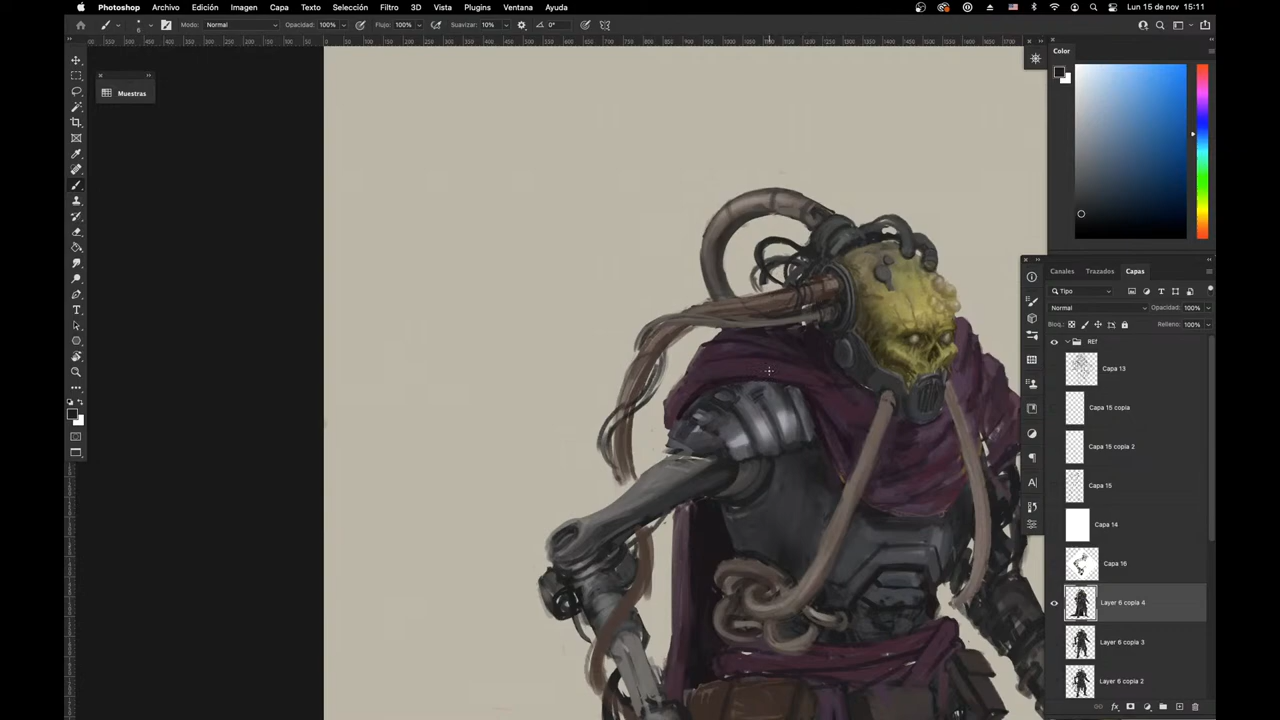 Photoshop Archivo Edición Imagen Capa Texto Selección Filtro 3D Vista Plugins Ventana Ayuda Lun 15 de nov 15:11
Modo: Normal Opacidad: 100% Flujo: 100% Suavizar: 10% 0°
Color
Muestras
Canales Trazados Capas
Tipo
Normal Opacidad: 100%
Bloq.: Relleno: 100%
REf
Capa 13
Capa 15 copia
Capa 15 copia 2
Capa 15
Capa 14
Capa 16
Layer 6 copia 4
Layer 6 copia 3
Layer 6 copia 2